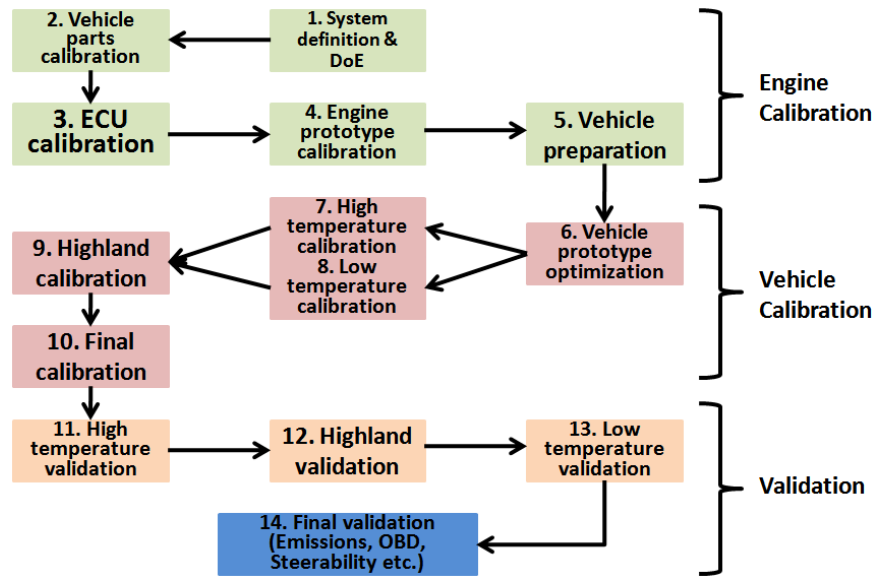 2. Vehicle
parts
calibration
1. System
definition &
DoE
3. ECU
calibration
4. Engine
prototype
calibration
5. Vehicle
preparation
Engine
Calibration
6. Vehicle
prototype
optimization
7. High
temperature
calibration
8. Low
temperature
calibration
9. Highland
calibration
10. Final
calibration
Vehicle
Calibration
11. High
temperature
validation
12. Highland
validation
13. Low
temperature
validation
14. Final validation
(Emissions, OBD,
Steerability etc.)
Validation